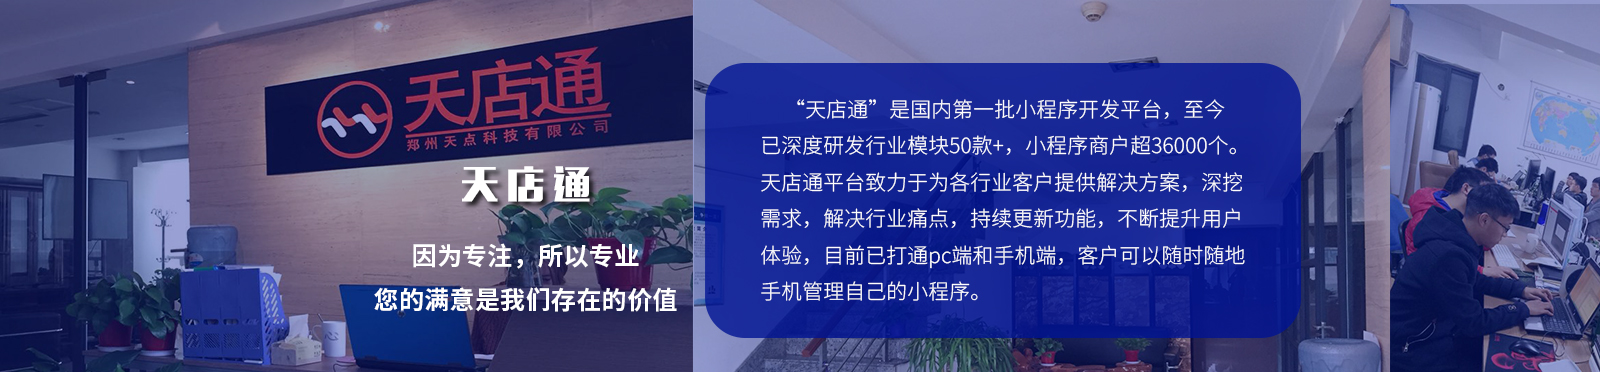 天店通
郑州天点科技有限公司
天店通
因为专注，所以专业
您的满意是我们存在的价值
“天店通”是国内第一批小程序开发平台，至今
已深度研发行业模块50款+，小程序商户超36000个。
天店通平台致力于为各行业客户提供解决方案，深挖
需求，解决行业痛点，持续更新功能，不断提升用户
体验，目前已打通pc端和手机端，客户可以随时随地
手机管理自己的小程序。